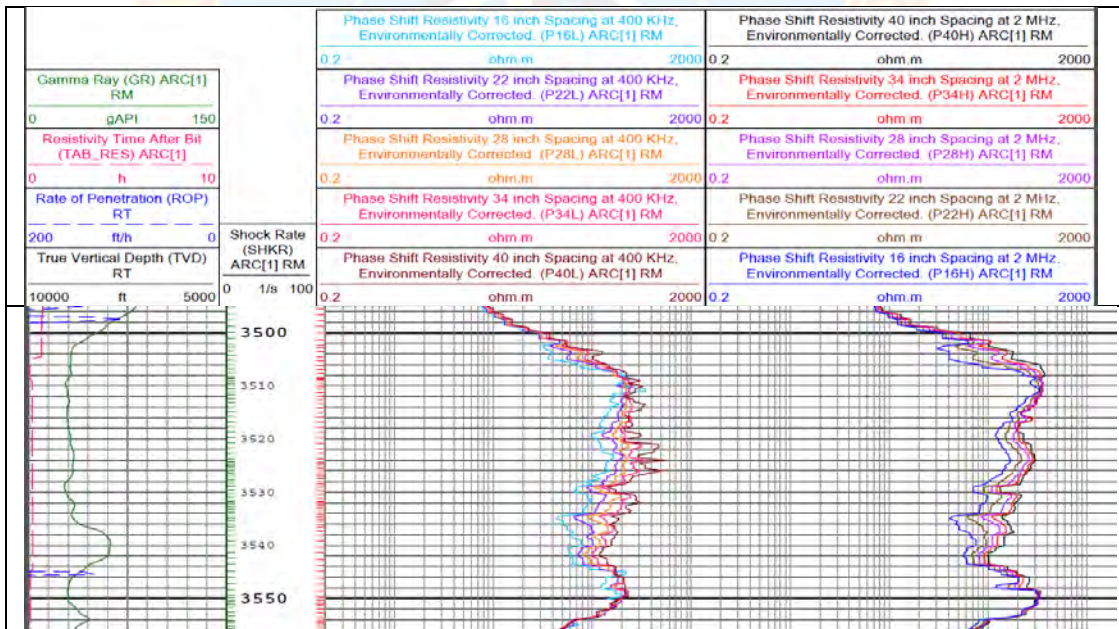 Phase Shift Resistivity 16 inch Spacing at 400 KHz,
Environmentally Corrected. (P16L) ARC[1] RM
0.2 ohm.m 2000
Phase Shift Resistivity 40 inch Spacing at 2 MHz,
Environmentally Corrected. (P40H) ARC[1] RM
0.2 ohm.m 2000
Gamma Ray (GR) ARC[1]
RM
0 gAPI 150
Phase Shift Resistivity 22 inch Spacing at 400 KHz,
Environmentally Corrected. (P22L) ARC[1] RM
0.2 ohm.m 2000
Phase Shift Resistivity 34 inch Spacing at 2 MHz,
Environmentally Corrected. (P34H) ARC[1] RM
0.2 ohm.m 2000
Resistivity Time After Bit
(TAB_RES) ARC[1]
0 h 10
Phase Shift Resistivity 28 inch Spacing at 400 KHz,
Environmentally Corrected. (P28L) ARC[1] RM
0.2 ohm.m 2000
Phase Shift Resistivity 28 inch Spacing at 2 MHz,
Environmentally Corrected. (P28H) ARC[1] RM
0.2 ohm.m 2000
Rate of Penetration (ROP)
RT
200 ft/h 0
Phase Shift Resistivity 34 inch Spacing at 400 KHz,
Environmentally Corrected. (P34L) ARC[1] RM
0.2 ohm.m 2000
Phase Shift Resistivity 22 inch Spacing at 2 MHz,
Environmentally Corrected. (P22H) ARC[1] RM
0.2 ohm.m 2000
True Vertical Depth (TVD)
RT
10000 ft 5000
Shock Rate
(SHKR)
ARC[1] RM
0 1/s 100
Phase Shift Resistivity 40 inch Spacing at 400 KHz,
Environmentally Corrected. (P40L) ARC[1] RM
0.2 ohm.m 2000
Phase Shift Resistivity 16 inch Spacing at 2 MHz,
Environmentally Corrected. (P16H) ARC[1] RM
0.2 ohm.m 2000
3500
3510
3520
3530
3540
3550